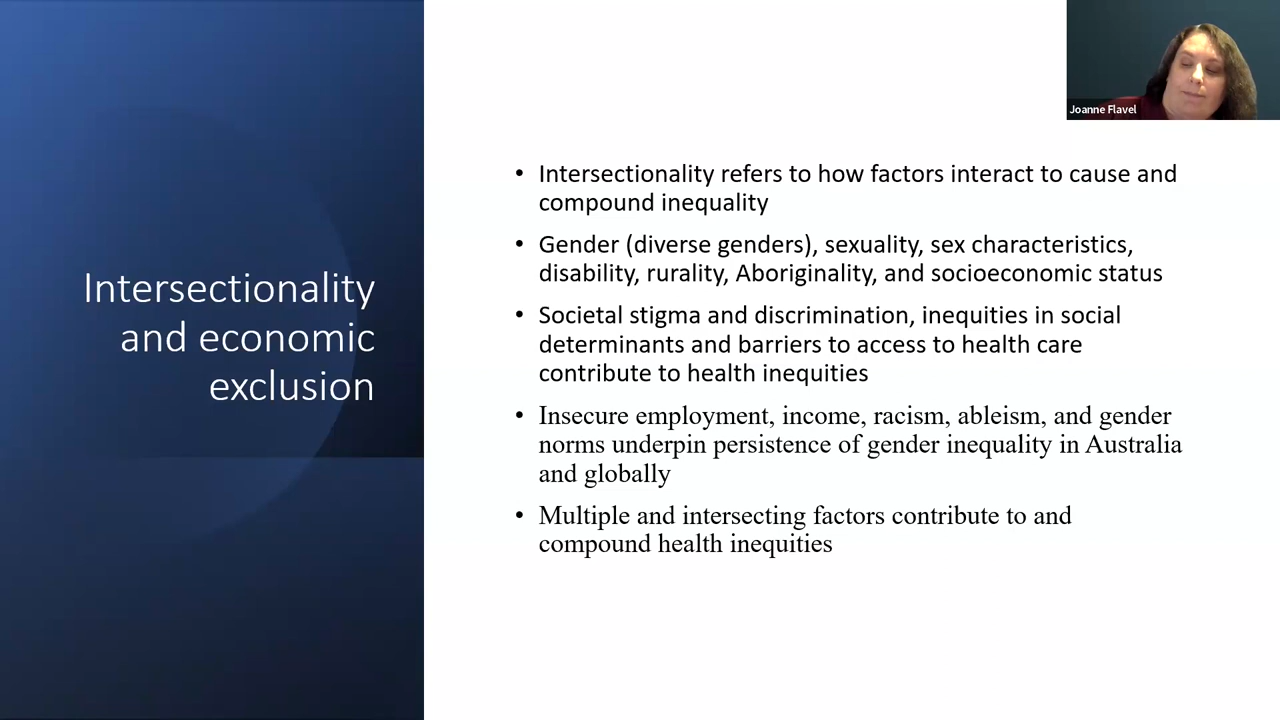 Joanne Flavel
Intersectionality
and economic
exclusion
• Intersectionality refers to how factors interact to cause and
compound inequality
• Gender (diverse genders), sexuality, sex characteristics,
disability, rurality, Aboriginality, and socioeconomic status
• Societal stigma and discrimination, inequities in social
determinants and barriers to access to health care
contribute to health inequities
• Insecure employment, income, racism, ableism, and gender
norms underpin persistence of gender inequality in Australia
and globally
• Multiple and intersecting factors contribute to and
compound health inequities